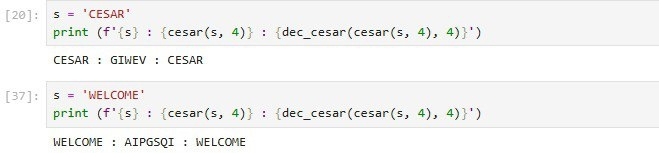 [20]: s = 'CESAR'
print (f'{s} : {cesar(s, 4)} : {dec_cesar(cesar(s, 4), 4)}')
CESAR : GIWEV : CESAR
[37]: s = 'WELCOME'
print (f'{s} : {cesar(s, 4)} : {dec_cesar(cesar(s, 4), 4)}')
WELCOME : AIPGSQI : WELCOME